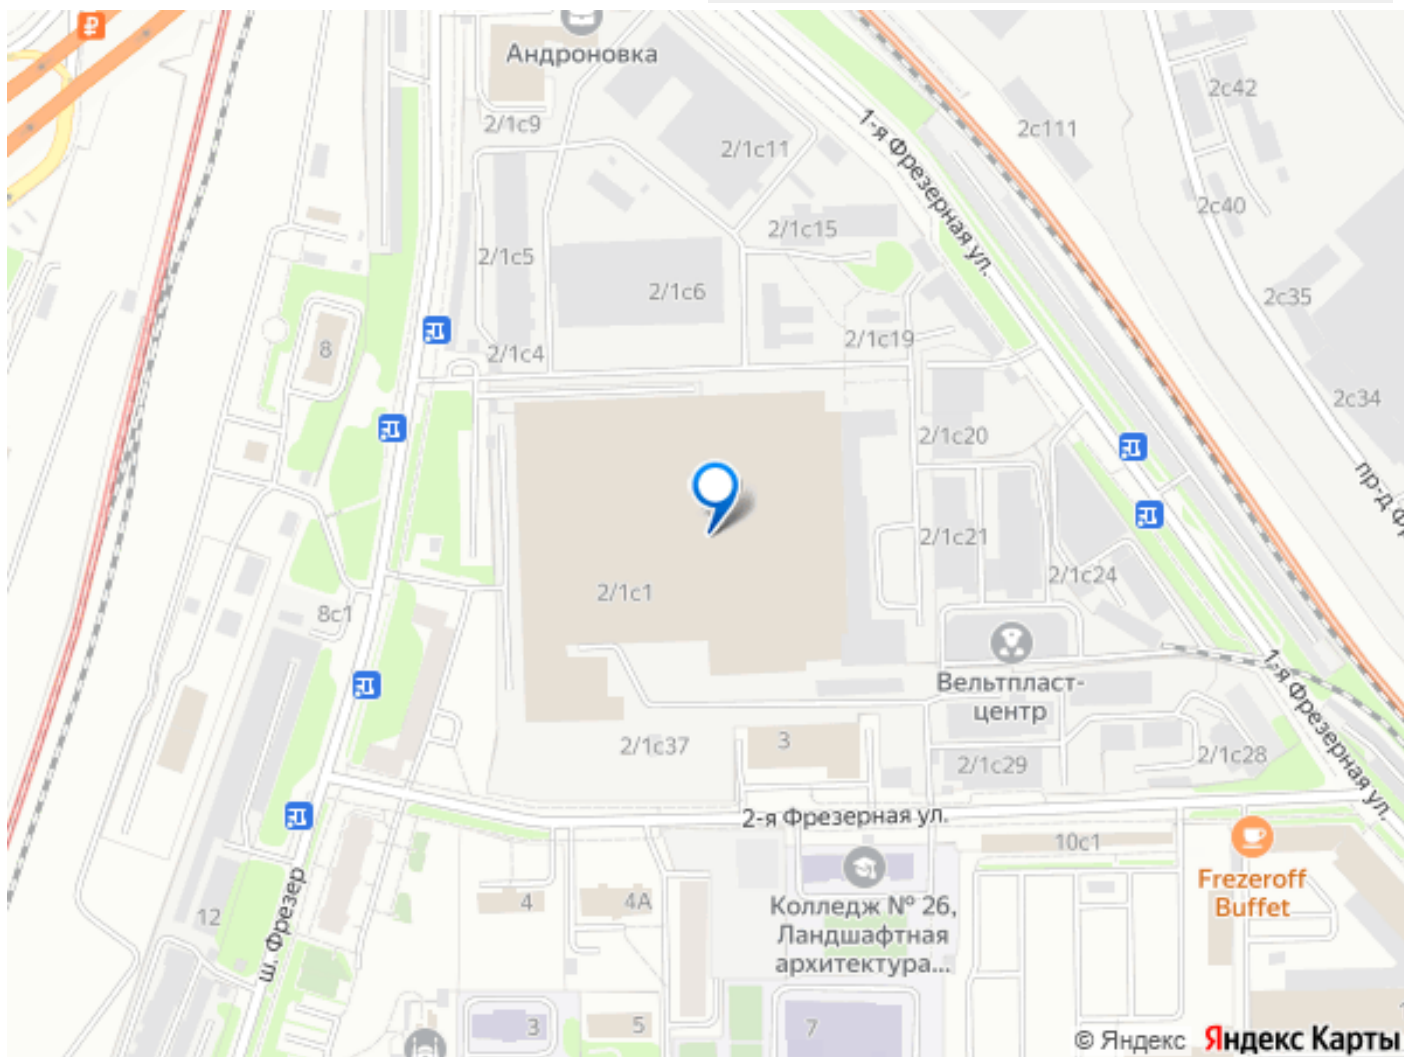 ₽
Андроновка
2/1с9
2/1с11
2с111
2с42
1-я Фрезерная ул.
2с40
2/1с15
2/1с5
2/1с6
2с35
2/1с19
8
2/1с4
2с34
2/1с20
пр-д Ф
2/1с21
2/1с24
2/1с1
8с1
Вельтпласт-
центр
1-я Фрезерная ул.
3
2/1с37
2/1с29
2/1с28
2-я Фрезерная ул.
10с1
Frezeroff
Buffet
ш. Фрезер
12
4
4А
Колледж № 26,
Ландшафтная
архитектура...
3
5
7
© Яндекс Яндекс Карты